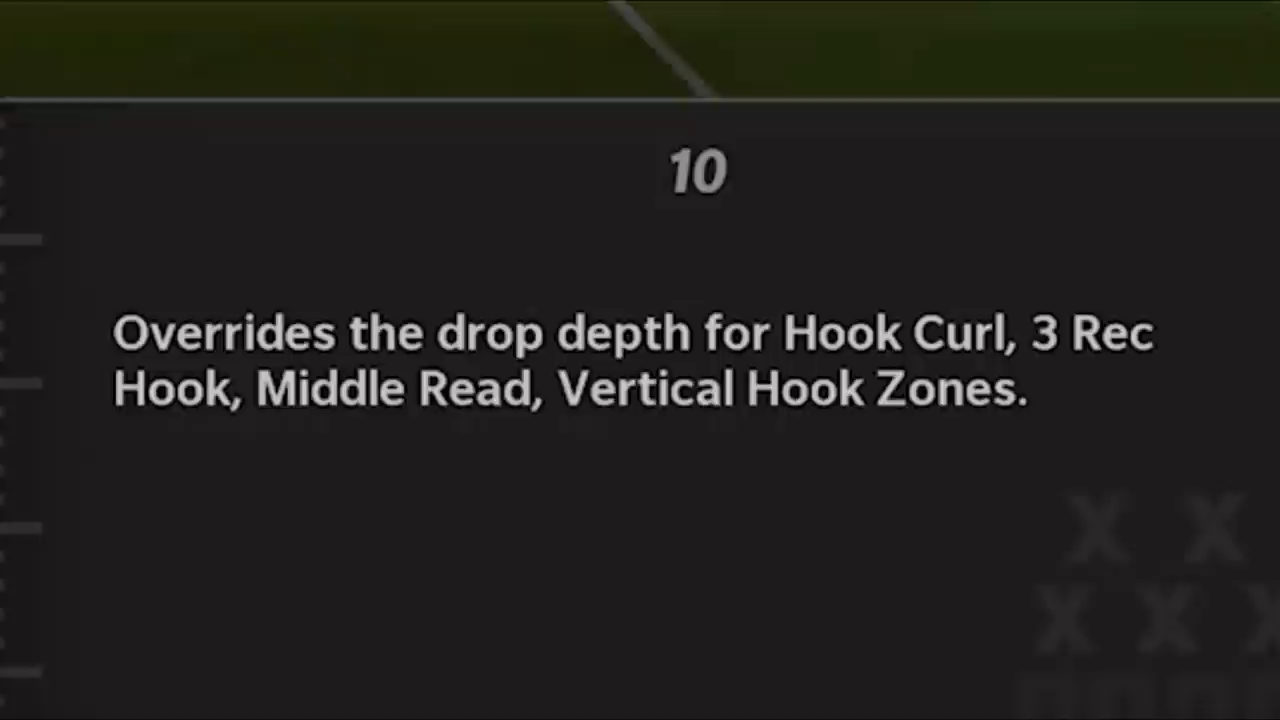 10
Overrides the drop depth for Hook Curl, 3 Rec
Hook, Middle Read, Vertical Hook Zones.
X X
X X X